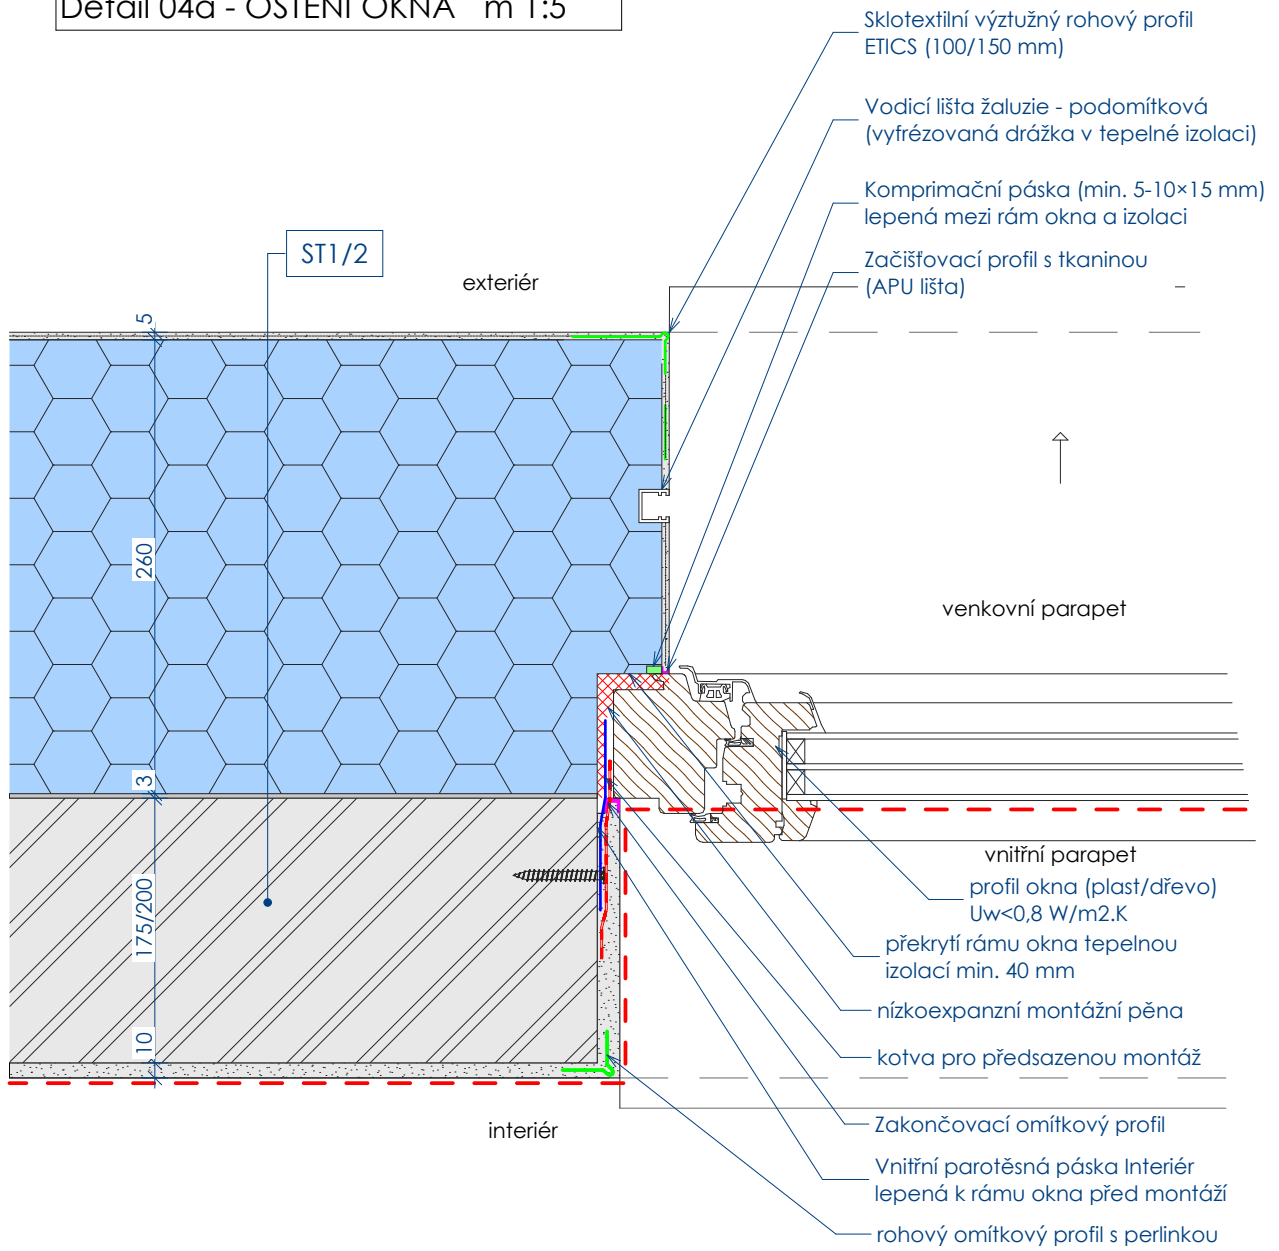 Detail 04a - OSTĚNÍ OKNA m 1:5
Sklotextilní výztužný rohový profil
ETICS (100/150 mm)
Vodicí lišta žaluzie - podomítková
(vyfrézovaná drážka v tepelné izolaci)
Komprimační páska (min. 5-10×15 mm)
lepená mezi rám okna a izolaci
Začišťovací profil s tkaninou
(APU lišta)
ST1/2
exteriér
5
260
3
175/200
10
venkovní parapet
vnitřní parapet
profil okna (plast/dřevo)
Uw<0,8 W/m2.K
překrytí rámu okna tepelnou
izolací min. 40 mm
nízkoexpanzní montážní pěna
kotva pro předsazenou montáž
interiér
Zakončovací omítkový profil
Vnitřní parotěsná páska Interiér
lepená k rámu okna před montáží
rohový omítkový profil s perlinkou